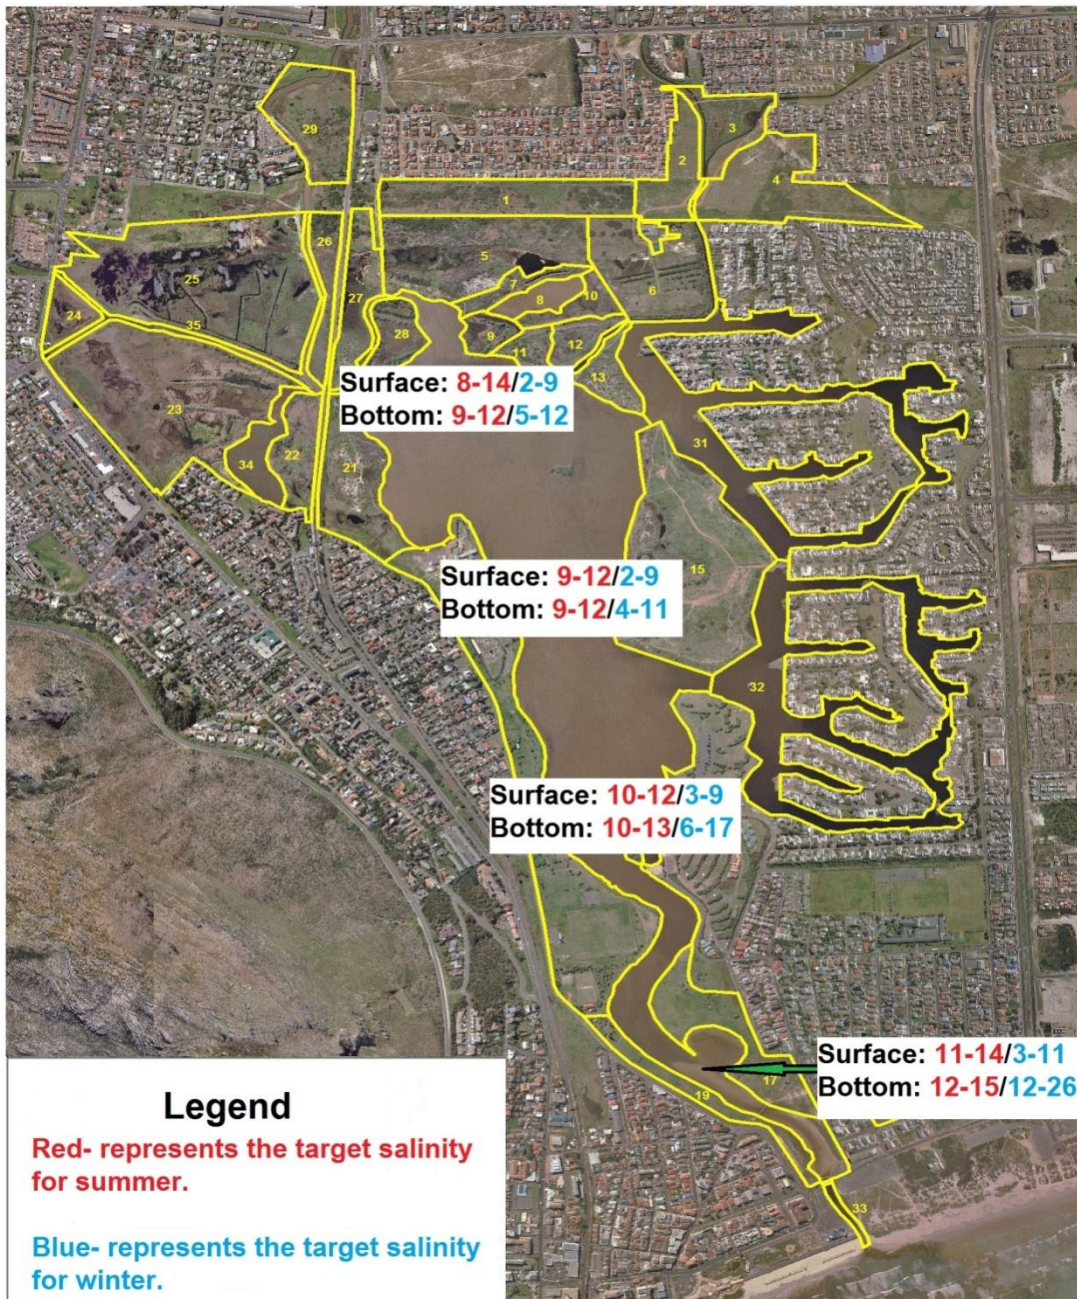 29
3
2
4
1
26
5
25
7
27
8
10
6
24
28
9
35
12
11
13
Surface: 8-14/2-9
Bottom: 9-12/5-12
23
31
22
34
21
15
Surface: 9-12/2-9
Bottom: 9-12/4-11
32
Surface: 10-12/3-9
Bottom: 10-13/6-17
Surface: 11-14/3-11
Bottom: 12-15/12-26
17
19
33
Legend
Red- represents the target salinity
for summer.
Blue- represents the target salinity
for winter.